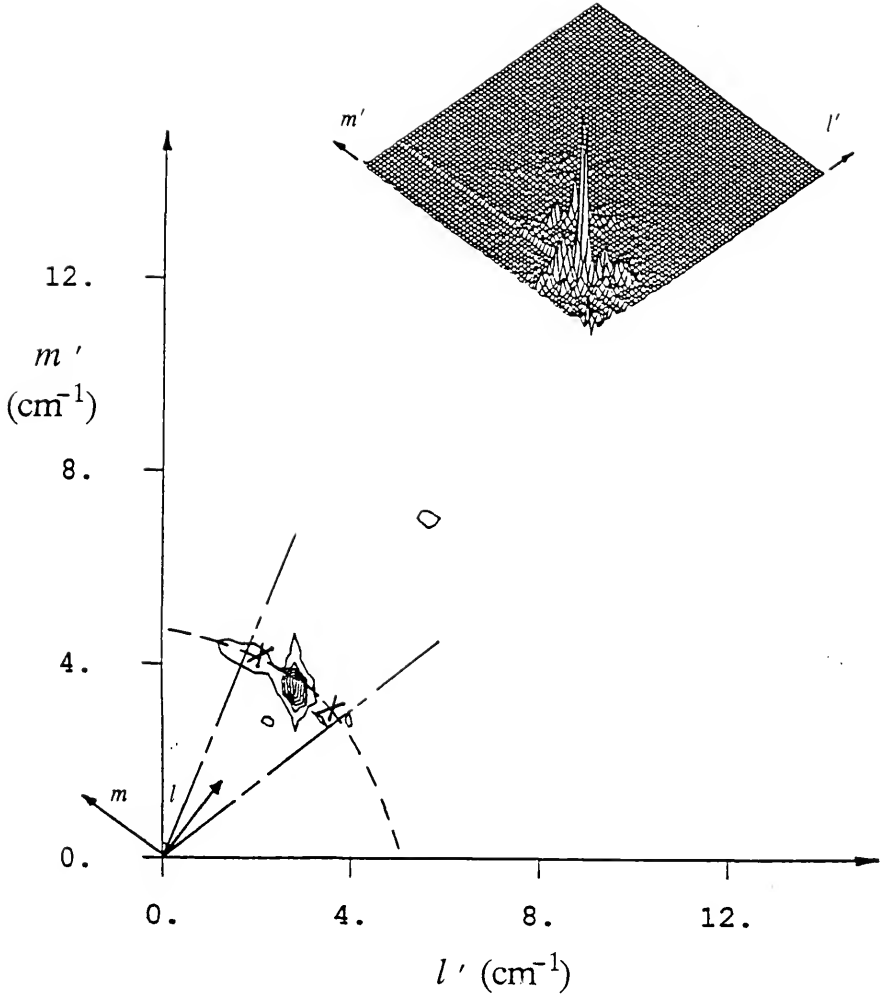 m'
l'
12.
m '
(cm⁻¹)
8.
4.
m
l
0.
0.
4.
8.
12.
l ' (cm⁻¹)